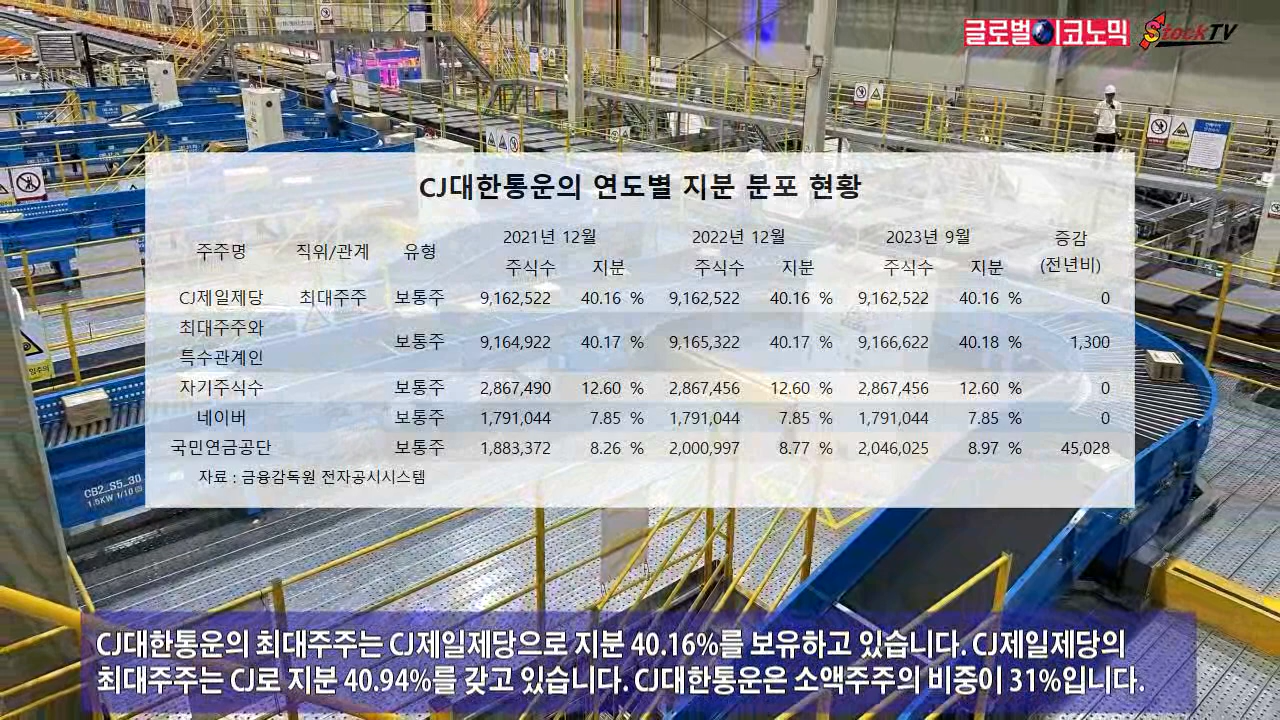 글로벌이코노믹 StockTV
CJ대한통운의 연도별 지분 분포 현황
주주명 직위/관계 유형 2021년 12월 2022년 12월 2023년 9월 증감 (전년비)
주식수 지분 주식수 지분 주식수 지분
CJ제일제당 최대주주 보통주 9,162,522 40.16 % 9,162,522 40.16 % 9,162,522 40.16 % 0
최대주주와
특수관계인 보통주 9,164,922 40.17 % 9,165,322 40.17 % 9,166,622 40.18 % 1,300
자기주식수 보통주 2,867,490 12.60 % 2,867,456 12.60 % 2,867,456 12.60 % 0
네이버 보통주 1,791,044 7.85 % 1,791,044 7.85 % 1,791,044 7.85 % 0
국민연금공단 보통주 1,883,372 8.26 % 2,000,997 8.77 % 2,046,025 8.97 % 45,028
자료 : 금융감독원 전자공시시스템
CB2_S5_30
1.5KW 1/10
CJ대한통운의 최대주주는 CJ제일제당으로 지분 40.16%를 보유하고 있습니다. CJ제일제당의
최대주주는 CJ로 지분 40.94%를 갖고 있습니다. CJ대한통운은 소액주주의 비중이 31%입니다.